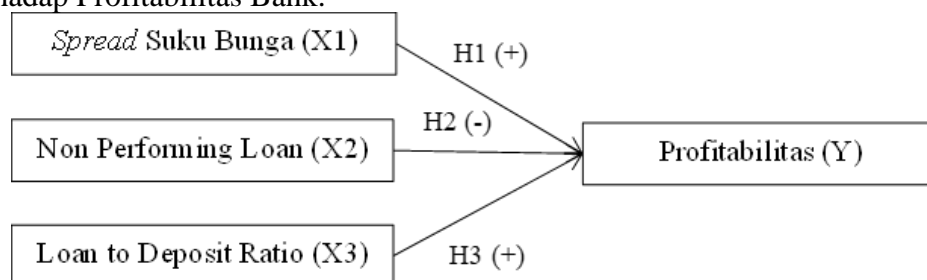 Profitabilitas Bank.
Spread Suku Bunga (X1)
H1 (+)
H2 (-)
Non Performing Loan (X2)
Profitabilitas (Y)
Loan to Deposit Ratio (X3)
H3 (+)